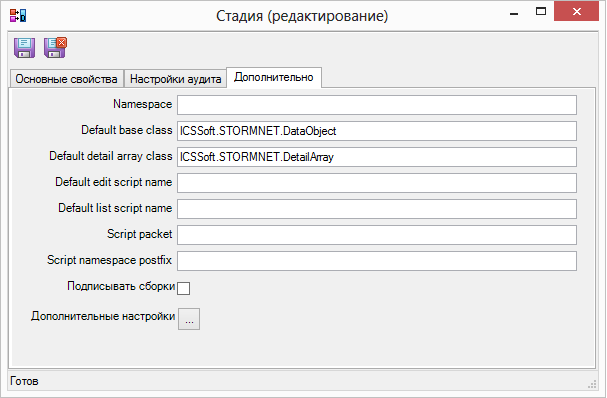 Стадия (редактирование)
Основные свойства Настройки аудита Дополнительно
Namespace
Default base class ICSSoft.STORMNET.DataObject
Default detail array class ICSSoft.STORMNET.DetailArray
Default edit script name
Default list script name
Script packet
Script namespace postfix
Подписывать сборки
Дополнительные настройки ...
Готов